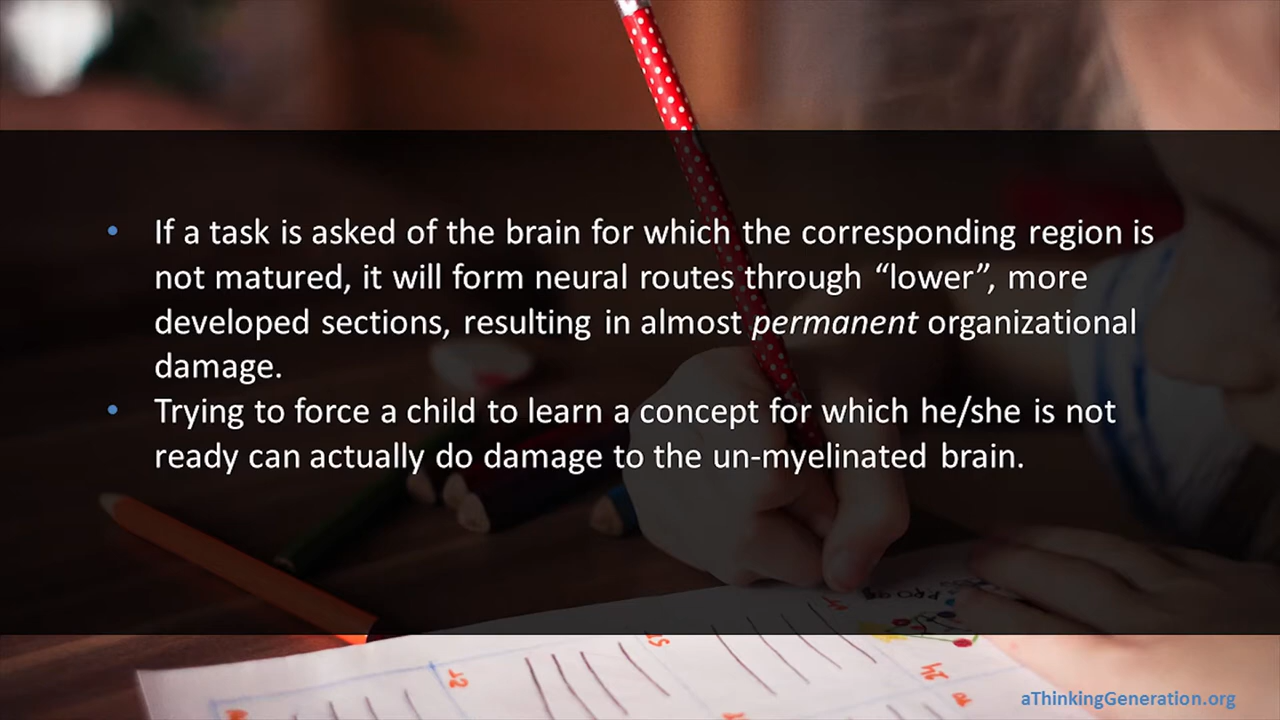 • If a task is asked of the brain for which the corresponding region is
not matured, it will form neural routes through “lower”, more
developed sections, resulting in almost permanent organizational
damage.
• Trying to force a child to learn a concept for which he/she is not
ready can actually do damage to the un-myelinated brain.
24
aThinkingGeneration.org